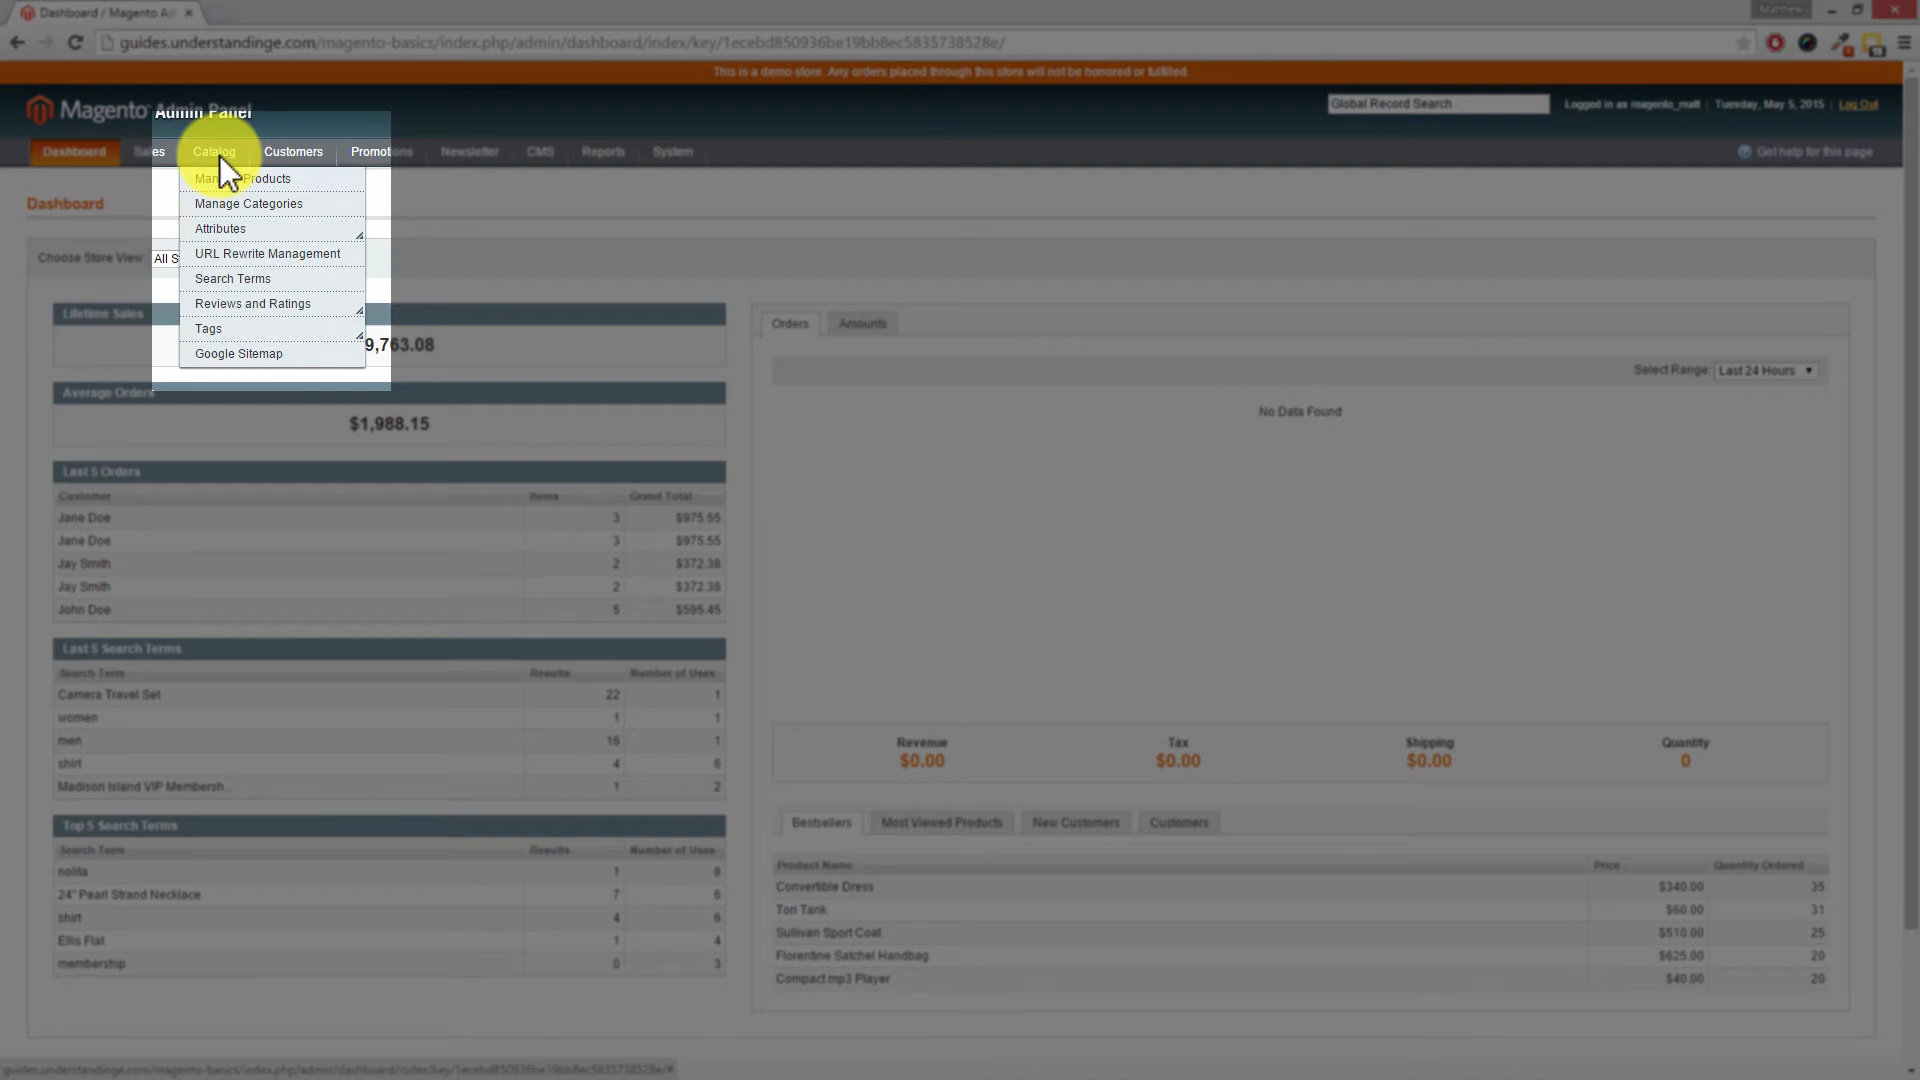 Dashboard / Magento Ad
Matthew
guides.understandinge.com/magento-basics/index.php/admin/dashboard/index/key/1ecebd850936be19bb8ec5835738528e/
This is a demo store. Any orders placed through this store will not be honored or fulfilled.
Magento Admin Panel
Global Record Search
Logged in as magento_matt | Tuesday, May 5, 2015 | Log Out
Dashboard Sales Catalog Customers Promotions Newsletter CMS Reports System
Get help for this page
Products
Manage Categories
Attributes
URL Rewrite Management
Search Terms
Reviews and Ratings
Tags
Google Sitemap
Dashboard
Choose Store View: All S
Lifetime Sales
9,763.08
Average Orders
$1,988.15
Last 5 Orders
Customer Items Grand Total
Jane Doe 3 $975.55
Jane Doe 3 $975.55
Jay Smith 2 $372.38
Jay Smith 2 $372.38
John Doe 5 $595.45
Last 5 Search Terms
Search Term Results Number of Uses
Camera Travel Set 22 1
women 1 1
men 16 1
shirt 4 6
Madison Island VIP Membersh... 1 2
Top 5 Search Terms
Search Term Results Number of Uses
nolita 1 8
24" Pearl Strand Necklace 7 6
shirt 4 6
Ellis Flat 1 4
membership 0 3
Orders Amounts
Select Range: Last 24 Hours
No Data Found
Revenue Tax Shipping Quantity
$0.00 $0.00 $0.00 0
Bestsellers Most Viewed Products New Customers Customers
Product Name Price Quantity Ordered
Convertible Dress $340.00 35
Tori Tank $60.00 31
Sullivan Sport Coat $510.00 25
Florentine Satchel Handbag $625.00 20
Compact mp3 Player $40.00 20
guides.understandinge.com/magento-basics/index.php/admin/dashboard/index/key/1ecebd850936be19bb8ec5835738528e/#